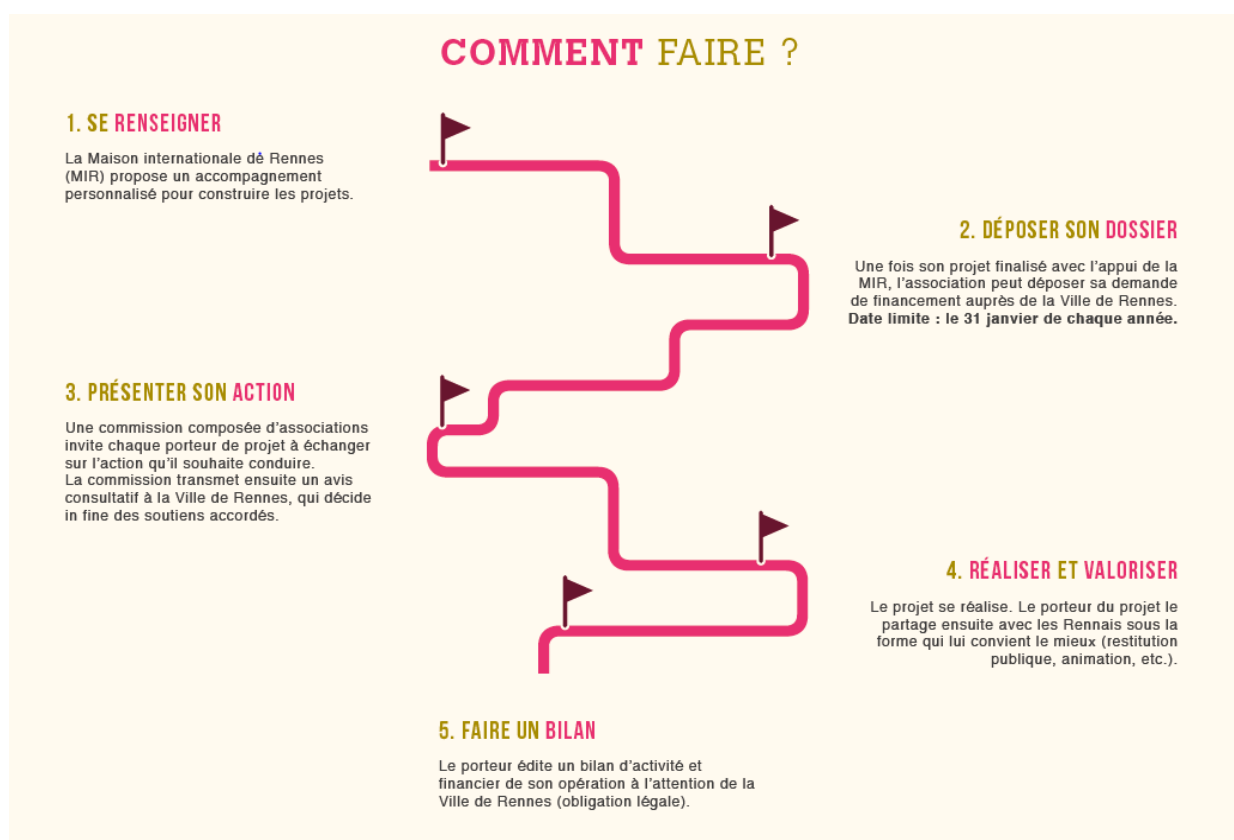 COMMENT FAIRE ?
1. SE RENSEIGNER
La Maison internationale de Rennes
(MIR) propose un accompagnement
personnalisé pour construire les projets.
2. DÉPOSER SON DOSSIER
Une fois son projet finalisé avec l’appui de la
MIR, l’association peut déposer sa demande
de financement auprès de la Ville de Rennes.
Date limite : le 31 janvier de chaque année.
3. PRÉSENTER SON ACTION
Une commission composée d’associations
invite chaque porteur de projet à échanger
sur l’action qu’il souhaite conduire.
La commission transmet ensuite un avis
consultatif à la Ville de Rennes, qui décide
in fine des soutiens accordés.
4. RÉALISER ET VALORISER
Le projet se réalise. Le porteur du projet le
partage ensuite avec les Rennais sous la
forme qui lui convient le mieux (restitution
publique, animation, etc.).
5. FAIRE UN BILAN
Le porteur édite un bilan d’activité et
financier de son opération à l’attention de la
Ville de Rennes (obligation légale).